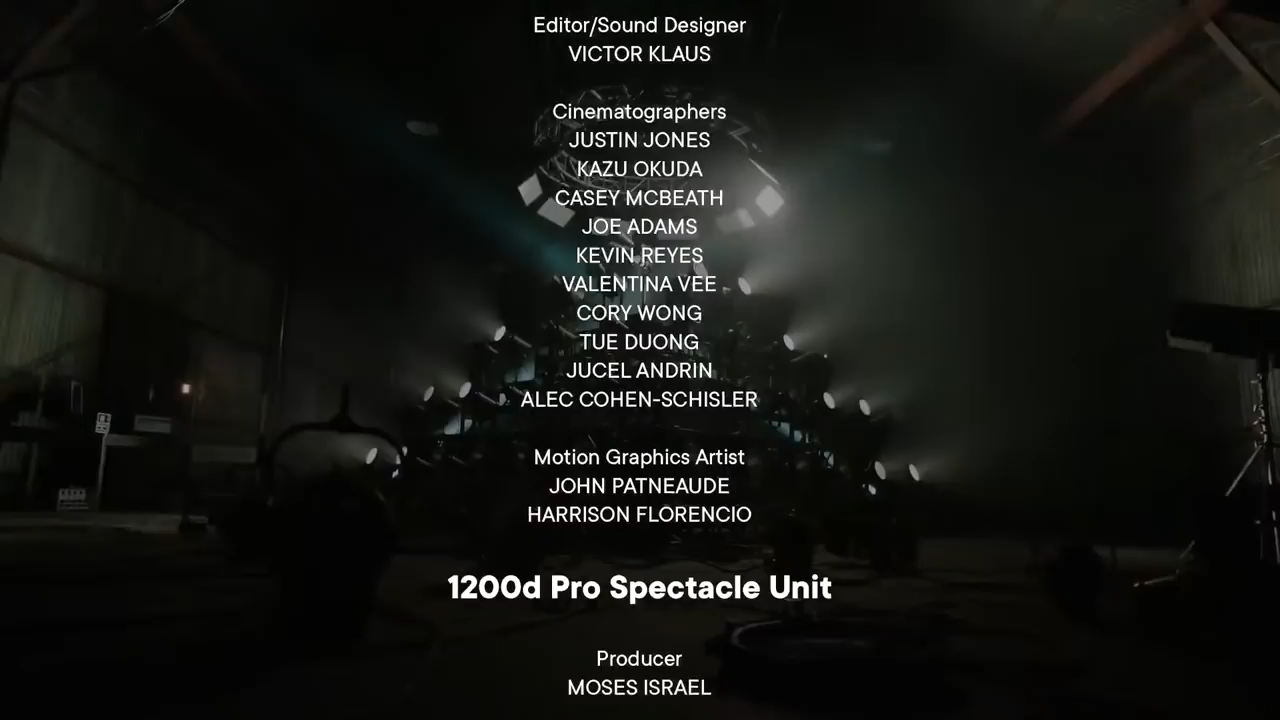 Editor/Sound Designer
VICTOR KLAUS
Cinematographers
JUSTIN JONES
KAZU OKUDA
CASEY MCBEATH
JOE ADAMS
KEVIN REYES
VALENTINA VEE
CORY WONG
TUE DUONG
JUCEL ANDRIN
ALEC COHEN-SCHISLER
Motion Graphics Artist
JOHN PATNEAUDE
HARRISON FLORENCIO
1200d Pro Spectacle Unit
Producer
MOSES ISRAEL